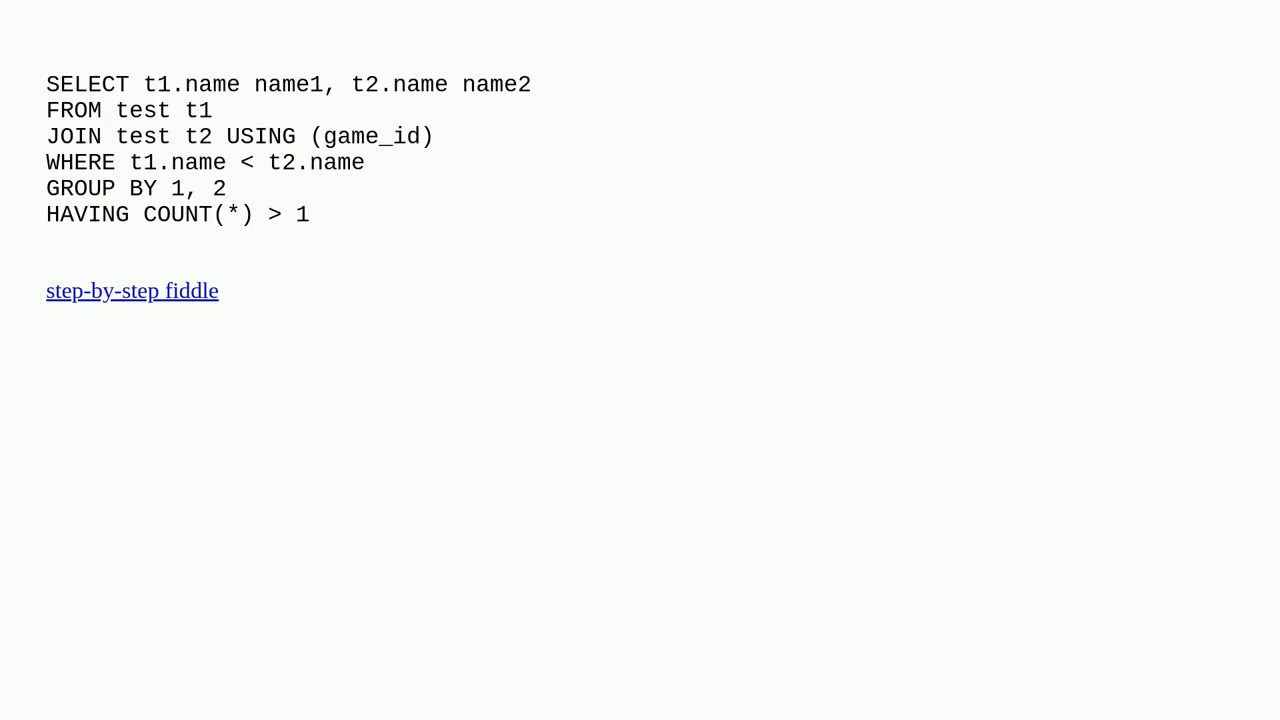 SELECT t1.name name1, t2.name name2
FROM test t1
JOIN test t2 USING (game_id)
WHERE t1.name < t2.name
GROUP BY 1, 2
HAVING COUNT(*) > 1
step-by-step fiddle